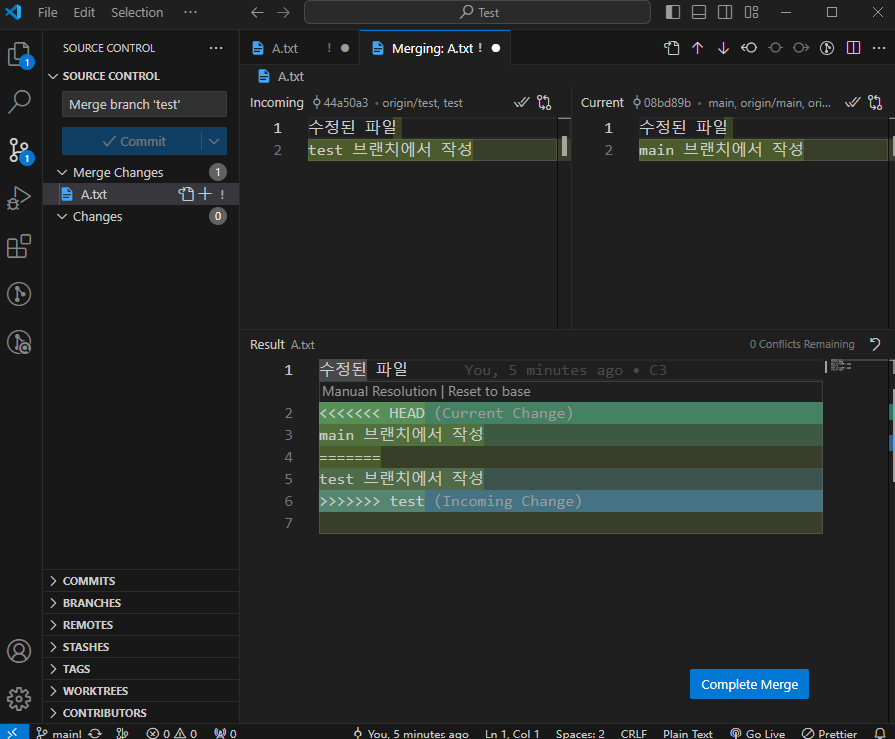 File Edit Selection ··· Test
SOURCE CONTROL ···
SOURCE CONTROL
Merge branch 'test'
Commit
Merge Changes 1
A.txt !
Changes 0
COMMITS
BRANCHES
REMOTES
STASHES
TAGS
WORKTREES
CONTRIBUTORS
1
1
A.txt ! ●
Merging: A.txt ! ●
A.txt
Incoming 44a50a3 • origin/test, test
1 수정된 파일
2 test 브랜치에서 작성
Current 08bd89b • main, origin/main, ori...
1 수정된 파일
2 main 브랜치에서 작성
Result A.txt 0 Conflicts Remaining
1 수정된 파일 You, 5 minutes ago • C3
Manual Resolution | Reset to base
2 <<<<<<< HEAD (Current Change)
3 main 브랜치에서 작성
4 =======
5 test 브랜치에서 작성
6 >>>>>>> test (Incoming Change)
7
Complete Merge
main! 0 0 0 You, 5 minutes ago Ln 1, Col 1 Spaces: 2 CRLF Plain Text Go Live Prettier